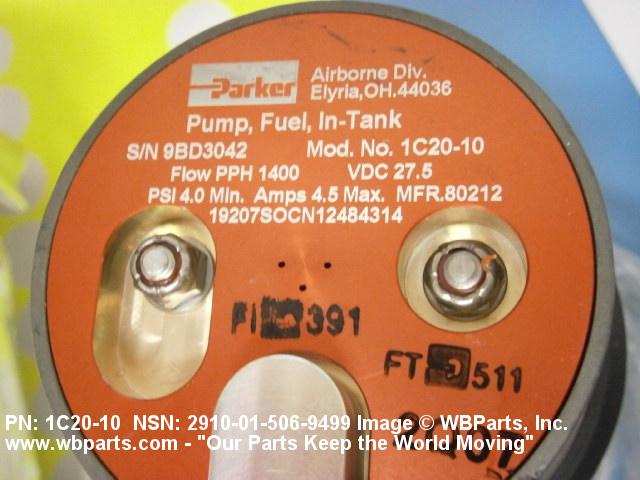 Parker
Airborne Div.
Elyria,OH.44036
Pump, Fuel, In-Tank
S/N 9BD3042 Mod. No. 1C20-10
Flow PPH 1400 VDC 27.5
PSI 4.0 Min. Amps 4.5 Max. MFR.80212
19207SOCN12484314
FI 391
FT 511
PN: 1C20-10 NSN: 2910-01-506-9499 Image © WBParts, Inc.
www.wbparts.com - "Our Parts Keep the World Moving"